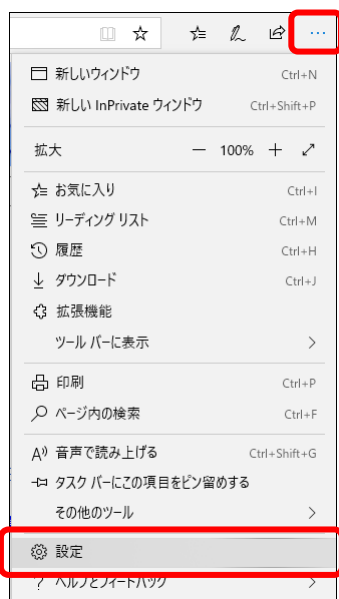 新しいウィンドウ Ctrl+N
新しい InPrivate ウィンドウ Ctrl+Shift+P
拡大 — 100% +
お気に入り Ctrl+I
リーディング リスト Ctrl+M
履歴 Ctrl+H
ダウンロード Ctrl+J
拡張機能
ツール バーに表示 >
印刷 Ctrl+P
ページ内の検索 Ctrl+F
音声で読み上げる Ctrl+Shift+G
タスク バーにこの項目をピン留めする
その他のツール >
設定
? ヘルプとフィードバック >